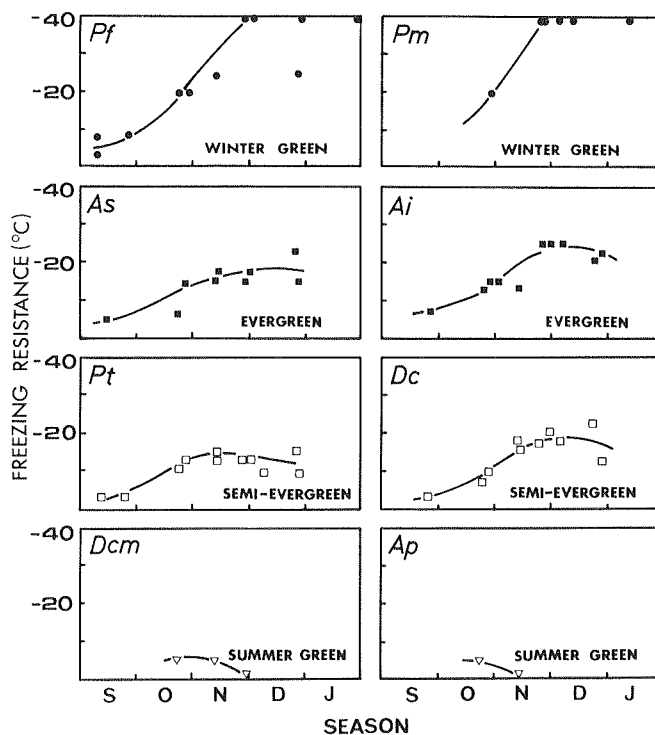 FREEZING RESISTANCE (°C)
-40
-20
Pf
WINTER GREEN
Pm
WINTER GREEN
-40
-20
As
EVERGREEN
Ai
EVERGREEN
-40
-20
Pt
SEMI-EVERGREEN
Dc
SEMI-EVERGREEN
-40
-20
Dcm
SUMMER GREEN
Ap
SUMMER GREEN
S O N D J
S O N D J
SEASON